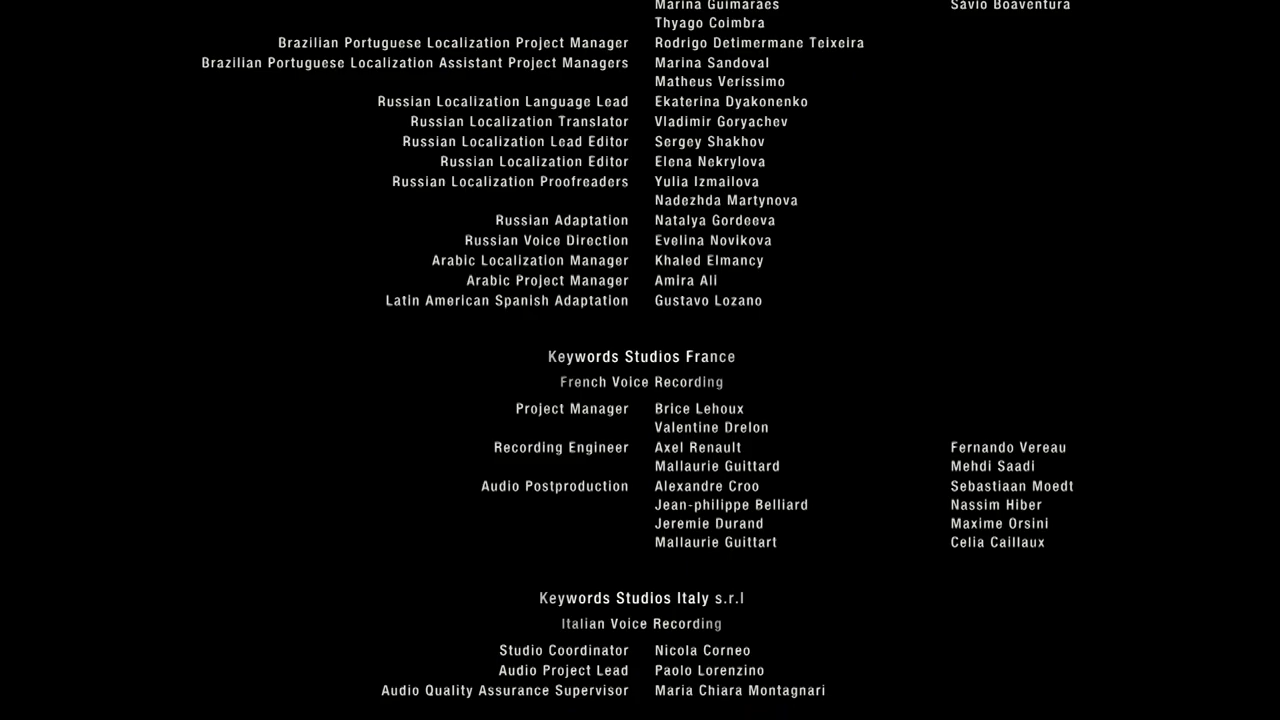 Marina Guimaraes Sávio Boaventura
Thyago Coimbra
Brazilian Portuguese Localization Project Manager Rodrigo Detimermane Teixeira
Brazilian Portuguese Localization Assistant Project Managers Marina Sandoval
Matheus Veríssimo
Russian Localization Language Lead Ekaterina Dyakonenko
Russian Localization Translator Vladimir Goryachev
Russian Localization Lead Editor Sergey Shakhov
Russian Localization Editor Elena Nekrylova
Russian Localization Proofreaders Yulia Izmailova
Nadezhda Martynova
Russian Adaptation Natalya Gordeeva
Russian Voice Direction Evelina Novikova
Arabic Localization Manager Khaled Elmancy
Arabic Project Manager Amira Ali
Latin American Spanish Adaptation Gustavo Lozano
Keywords Studios France
French Voice Recording
Project Manager Brice Lehoux
Valentine Drelon
Recording Engineer Axel Renault Fernando Vereau
Mallaurie Guittard Mehdi Saadi
Audio Postproduction Alexandre Croo Sebastiaan Moedt
Jean-philippe Belliard Nassim Hiber
Jeremie Durand Maxime Orsini
Mallaurie Guittart Celia Caillaux
Keywords Studios Italy s.r.l
Italian Voice Recording
Studio Coordinator Nicola Corneo
Audio Project Lead Paolo Lorenzino
Audio Quality Assurance Supervisor Maria Chiara Montagnari